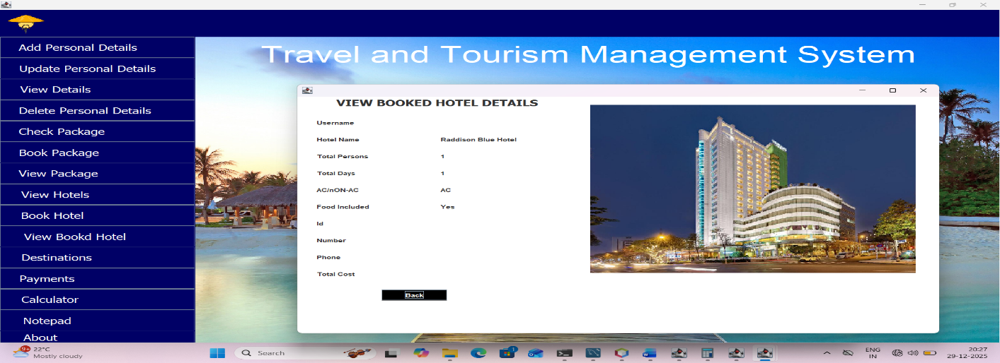 Travel and Tourism Management System
Add Personal Details
Update Personal Details
View Details
Delete Personal Details
Check Package
Book Package
View Package
View Hotels
Book Hotel
View Bookd Hotel
Destinations
Payments
Calculator
Notepad
About
VIEW BOOKED HOTEL DETAILS
Username
Hotel Name Raddison Blue Hotel
Total Persons 1
Total Days 1
AC/nON-AC AC
Food Included Yes
Id
Number
Phone
Total Cost
Back
9+
22°C
Mostly cloudy
Search
1
ENG
IN
20:27
29-12-2025